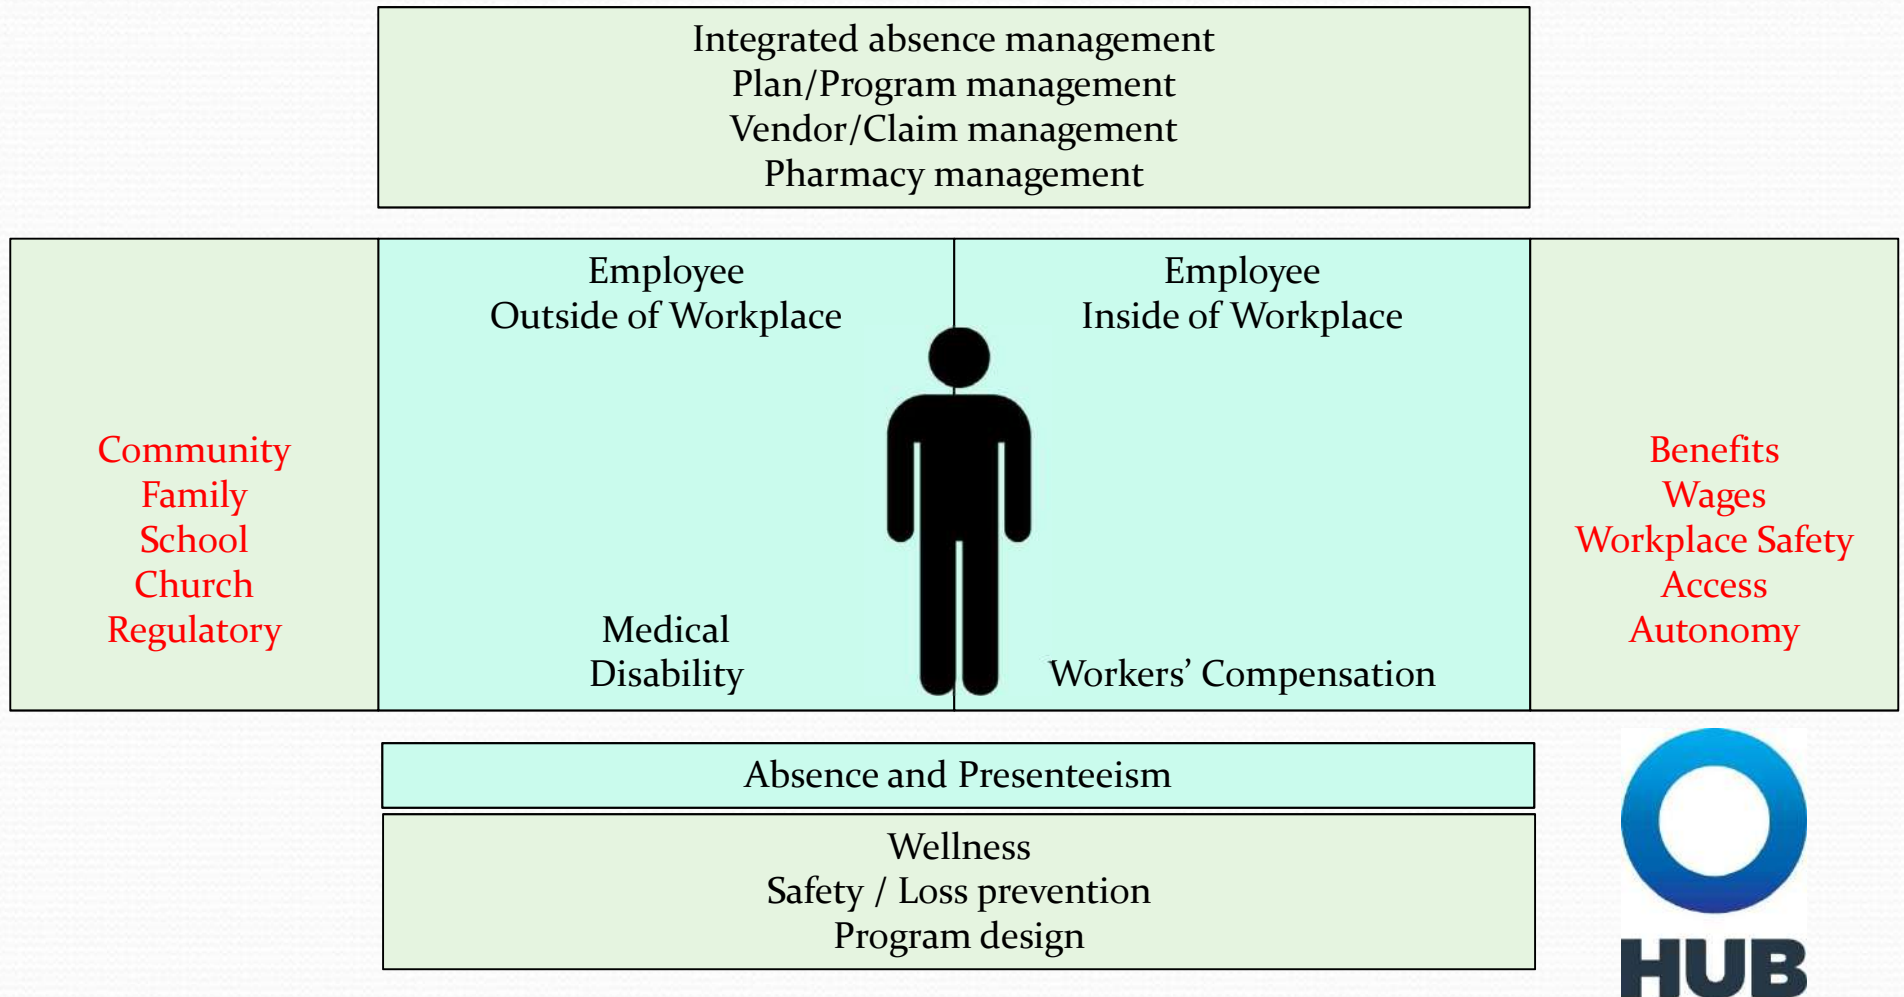 Integrated absence management
Plan/Program management
Vendor/Claim management
Pharmacy management
Community
Family
School
Church
Regulatory
Employee
Outside of Workplace
Medical
Disability
Employee
Inside of Workplace
Workers’ Compensation
Benefits
Wages
Workplace Safety
Access
Autonomy
Absence and Presenteeism
Wellness
Safety / Loss prevention
Program design
HUB